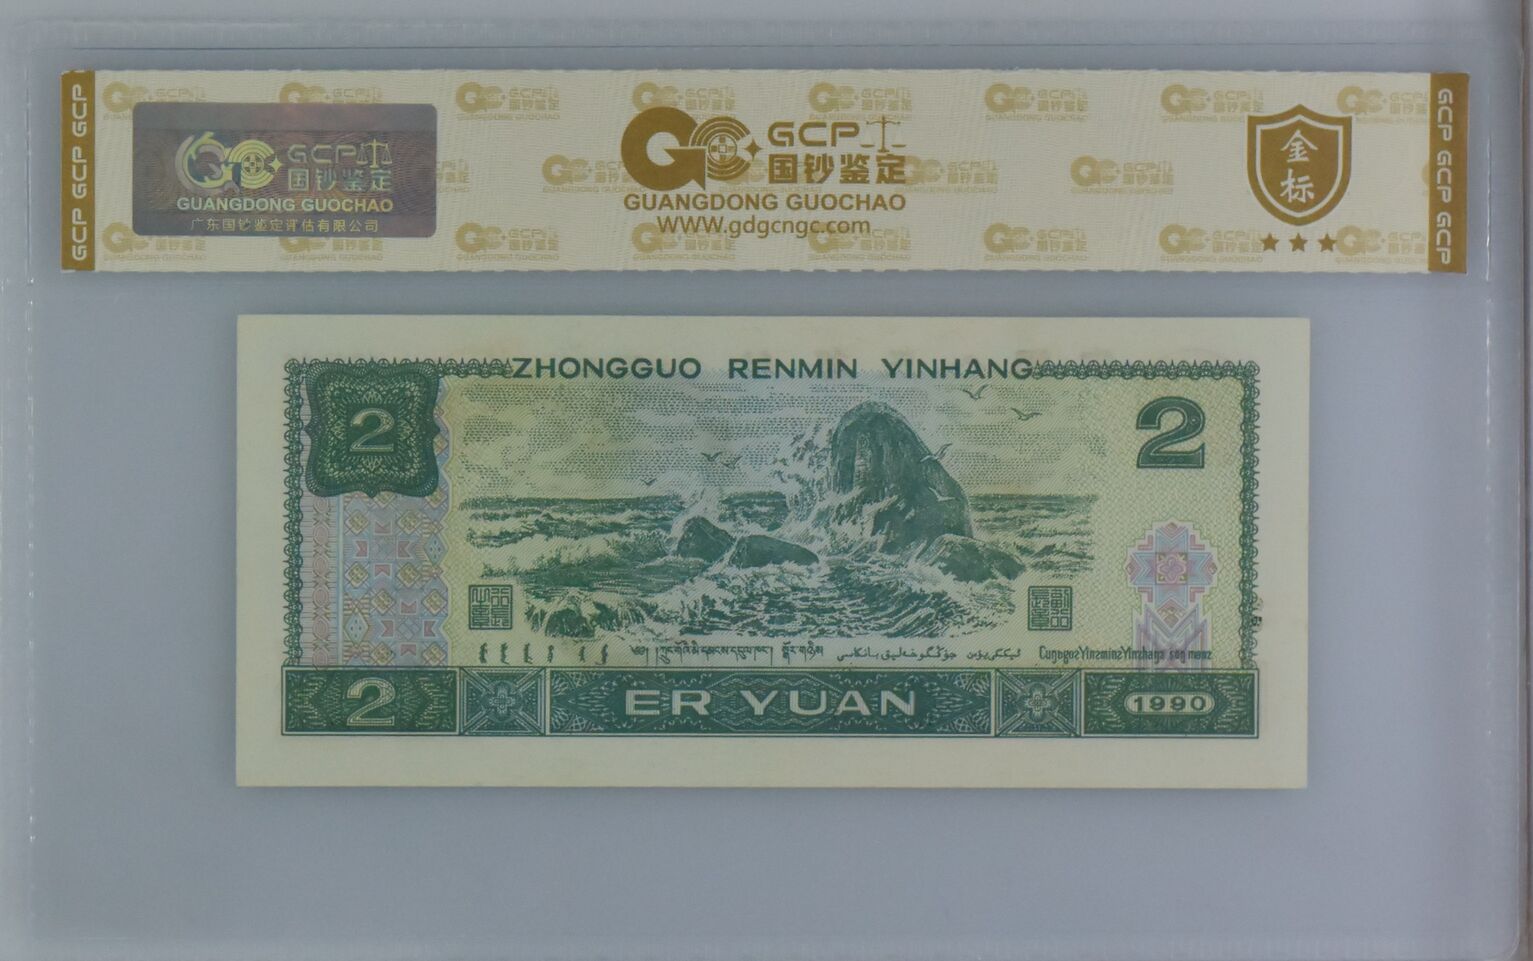 GCP GCP GCP
GCP
国钞鉴定
GUANGDONG GUOCHAO
广东国钞鉴定评估有限公司
GCP
国钞鉴定
GUANGDONG GUOCHAO
WWW.gdgcngc.com
金标
GCP GCP GCP
ZHONGGUO RENMIN YINHANG
2
2
2 ER YUAN 1990